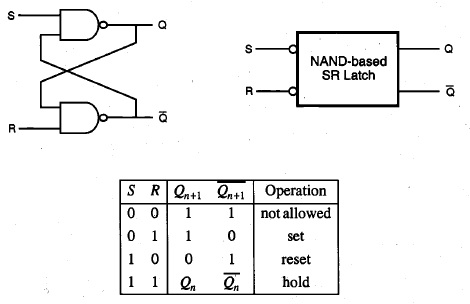 S
Q
R
Q̅
S
R
NAND-based
SR Latch
Q
Q̅
S R Qₙ₊₁ Q̅ₙ₊₁ Operation
0 0 1 1 not allowed
0 1 1 0 set
1 0 0 1 reset
1 1 Qₙ Q̅ₙ hold